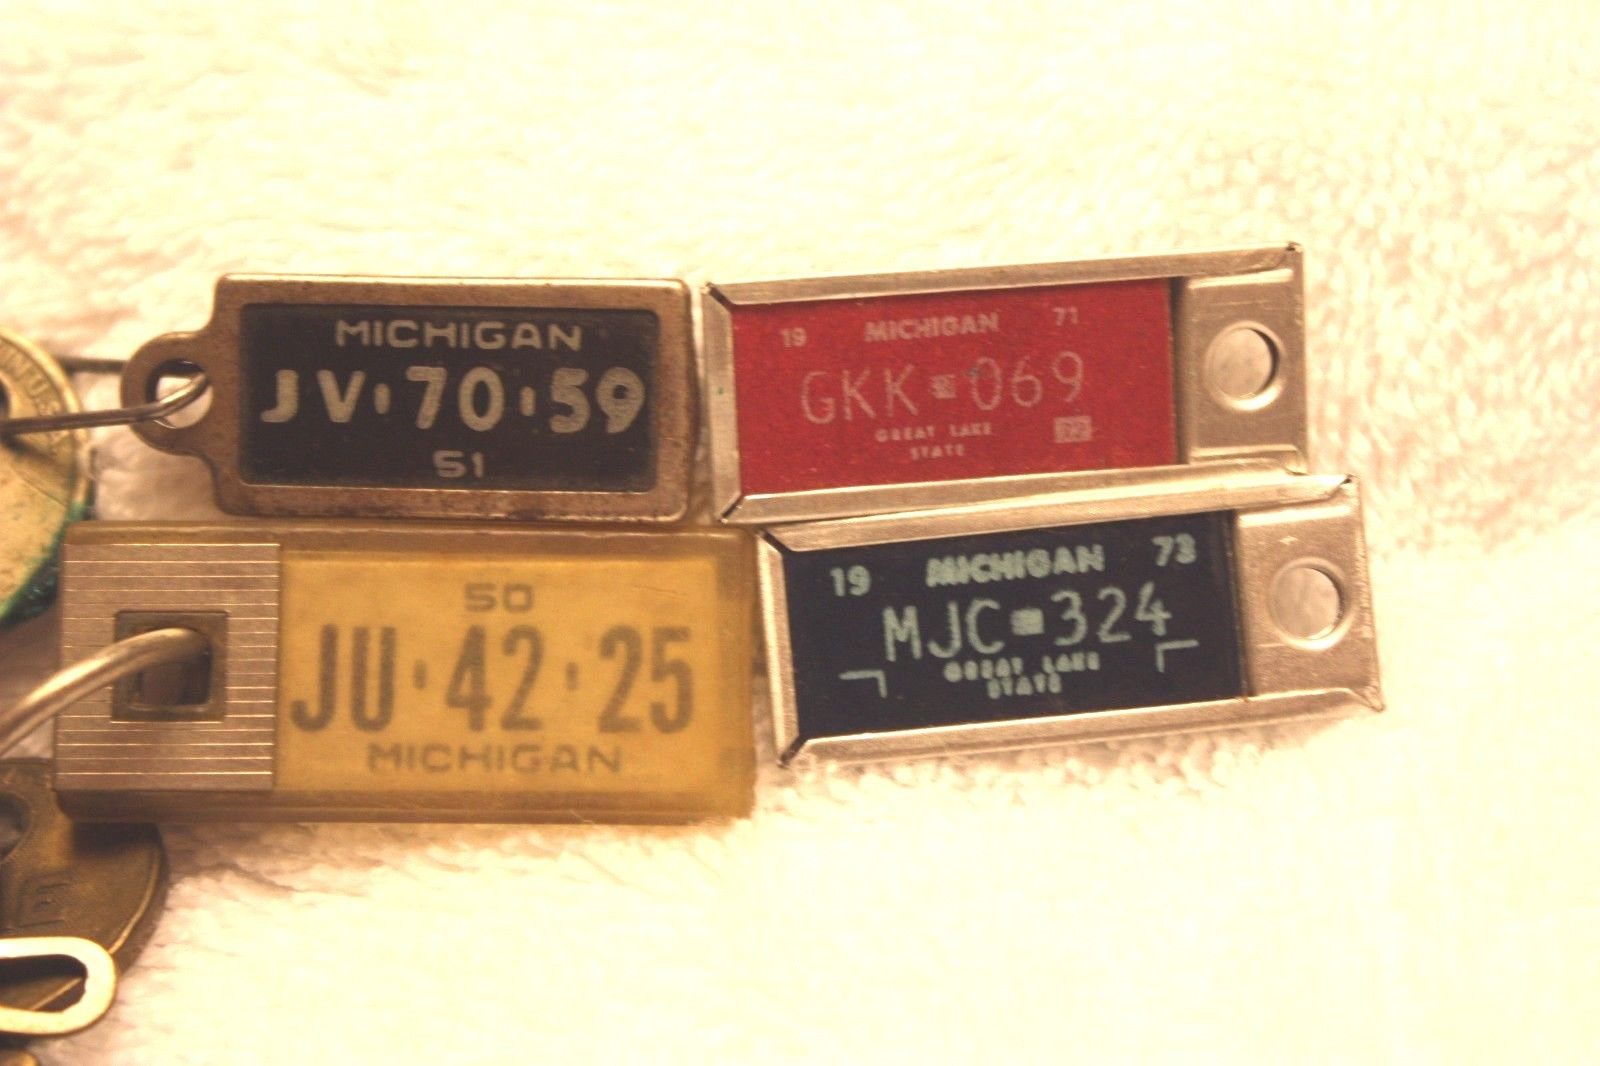 MICHIGAN
JV·70·59
51
19 MICHIGAN 71
GKK-069
GREAT LAKE
STATE
72
50
JU·42·25
MICHIGAN
19 MICHIGAN 73
MJC-324
GREAT LAKE
STATE